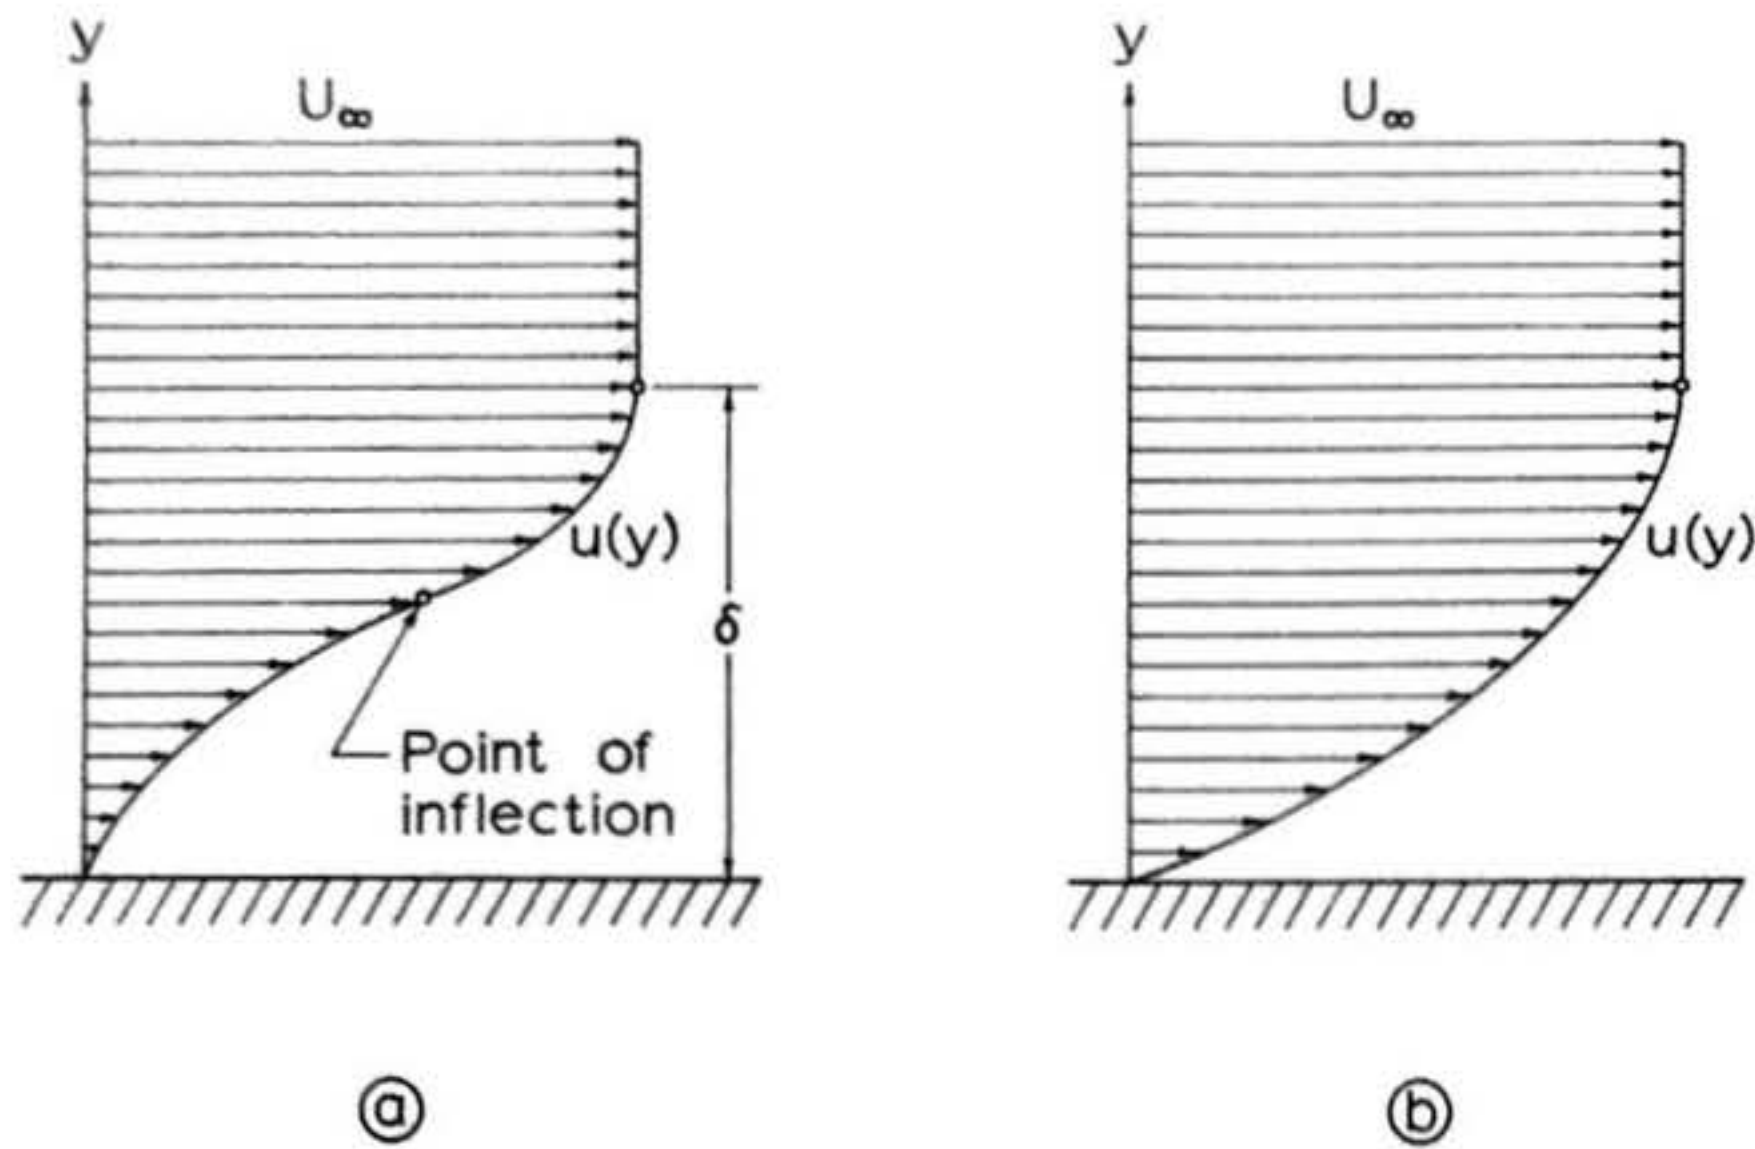 y
U∞
u(y)
δ
Point of
inflection
ⓐ
y
U∞
u(y)
ⓑ